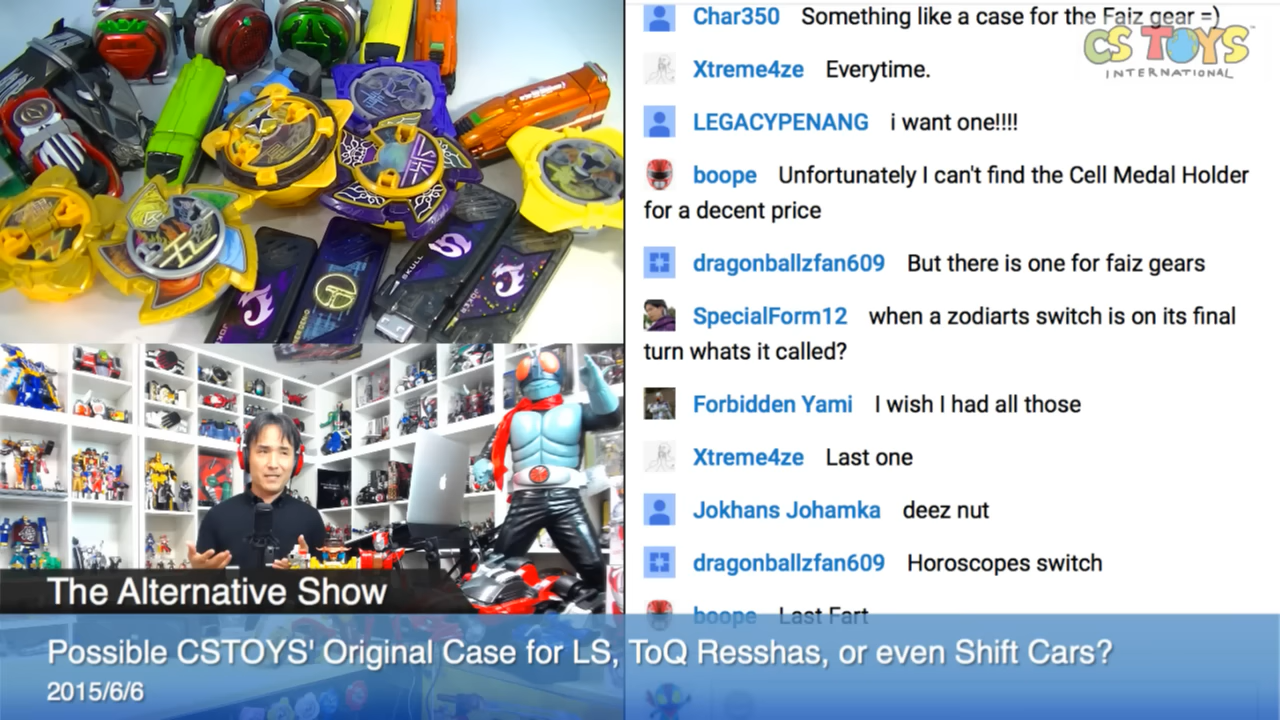 Char350 Something like a case for the Faiz gear =)
CS TOYS
INTERNATIONAL
Xtreme4ze Everytime.
LEGACYPENANG i want one!!!!
boope Unfortunately I can't find the Cell Medal Holder
for a decent price
dragonballzfan609 But there is one for faiz gears
SpecialForm12 when a zodiarts switch is on its final
turn whats it called?
Forbidden Yami I wish I had all those
Xtreme4ze Last one
Jokhans Johamka deez nut
dragonballzfan609 Horoscopes switch
boope Last Fart
SKULL
JOKER
The Alternative Show
Possible CSTOYS' Original Case for LS, ToQ Resshas, or even Shift Cars?
2015/6/6